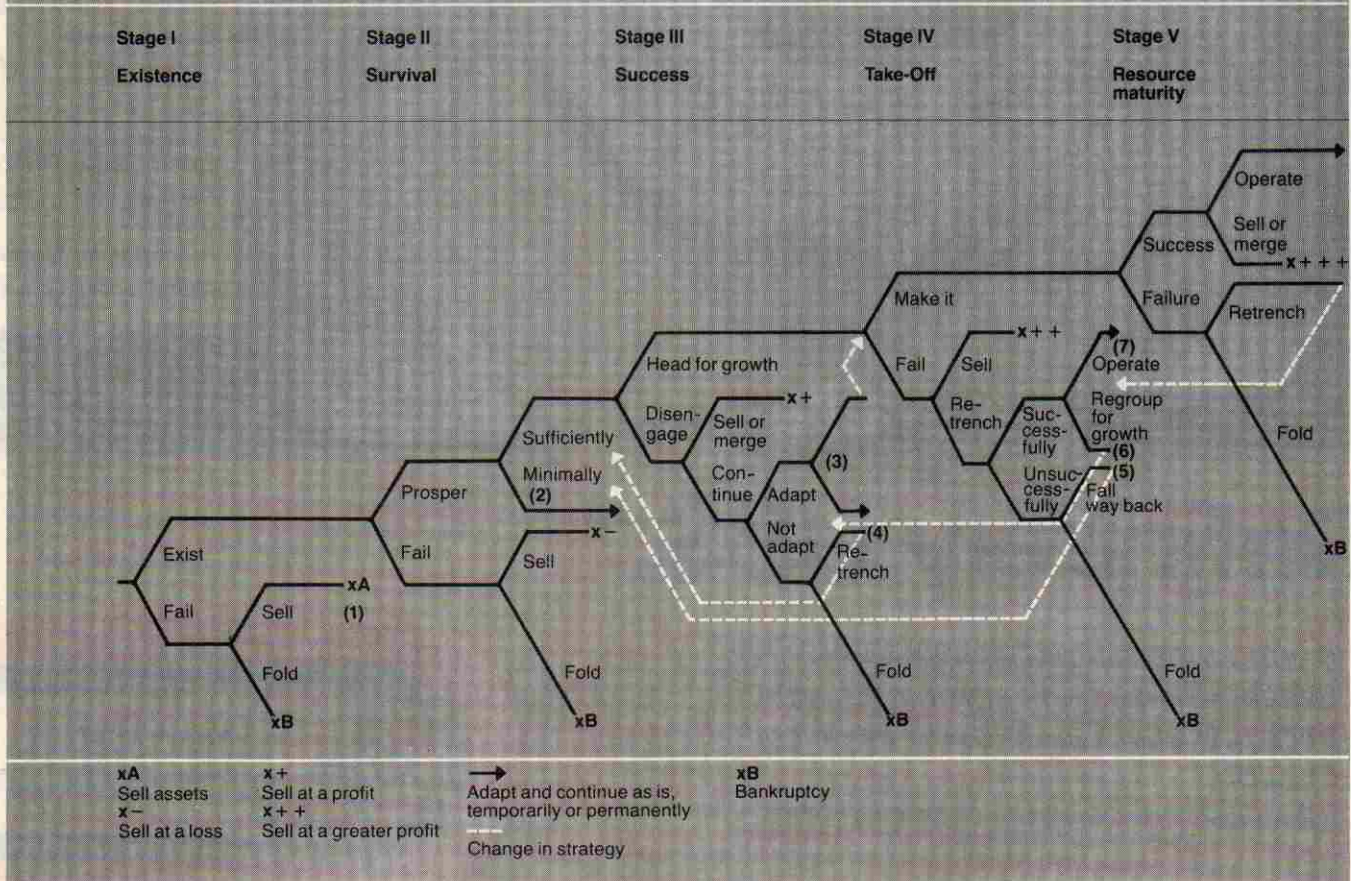 Stage I
Existence
Stage II
Survival
Stage III
Success
Stage IV
Take-Off
Stage V
Resource
maturity
Exist
Fail
Sell
xA
(1)
Fold
xB
Prosper
Fail
Sufficiently
Minimally
(2)
Sell
x−
Fold
xB
Head for growth
Disen-
gage
Sell or
merge
x+
Con-
tinue
Adapt
(3)
Not
adapt
(4)
Re-
trench
Fold
xB
Make it
Fail
Sell
x++
Re-
trench
Suc-
cess-
fully
(7)
Operate
Regroup
for
growth
(6)
Unsuc-
cess-
fully
(5)
Fall
way back
Fold
xB
Success
Operate
Sell or
merge
x+++
Failure
Retrench
Fold
xB
xA
Sell assets
x−
Sell at a loss
x+
Sell at a profit
x++
Sell at a greater profit
Adapt and continue as is,
temporarily or permanently
Change in strategy
xB
Bankruptcy